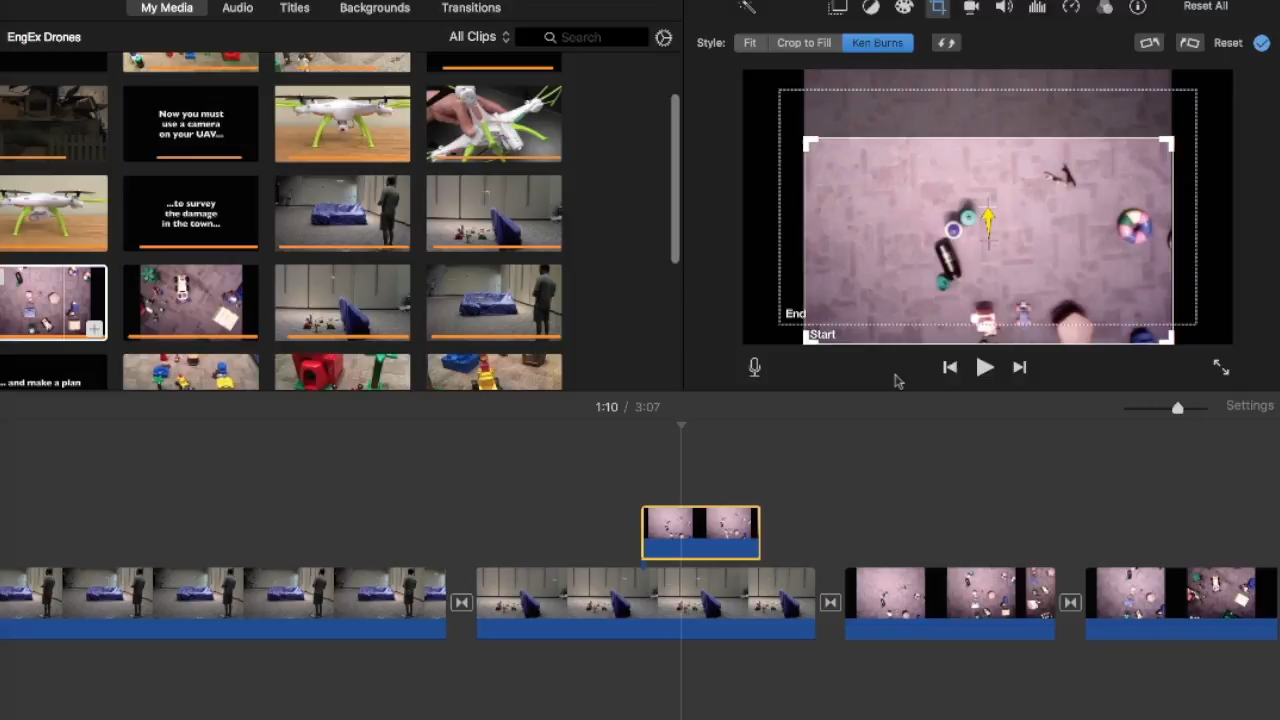 My Media Audio Titles Backgrounds Transitions Reset All
EngEx Drones All Clips Search
Style: Fit Crop to Fill Ken Burns Reset
Now you must
use a camera
on your UAV...
...to survey
the damage
in the town...
... and make a plan
End
Start
1:10 / 3:07 Settings